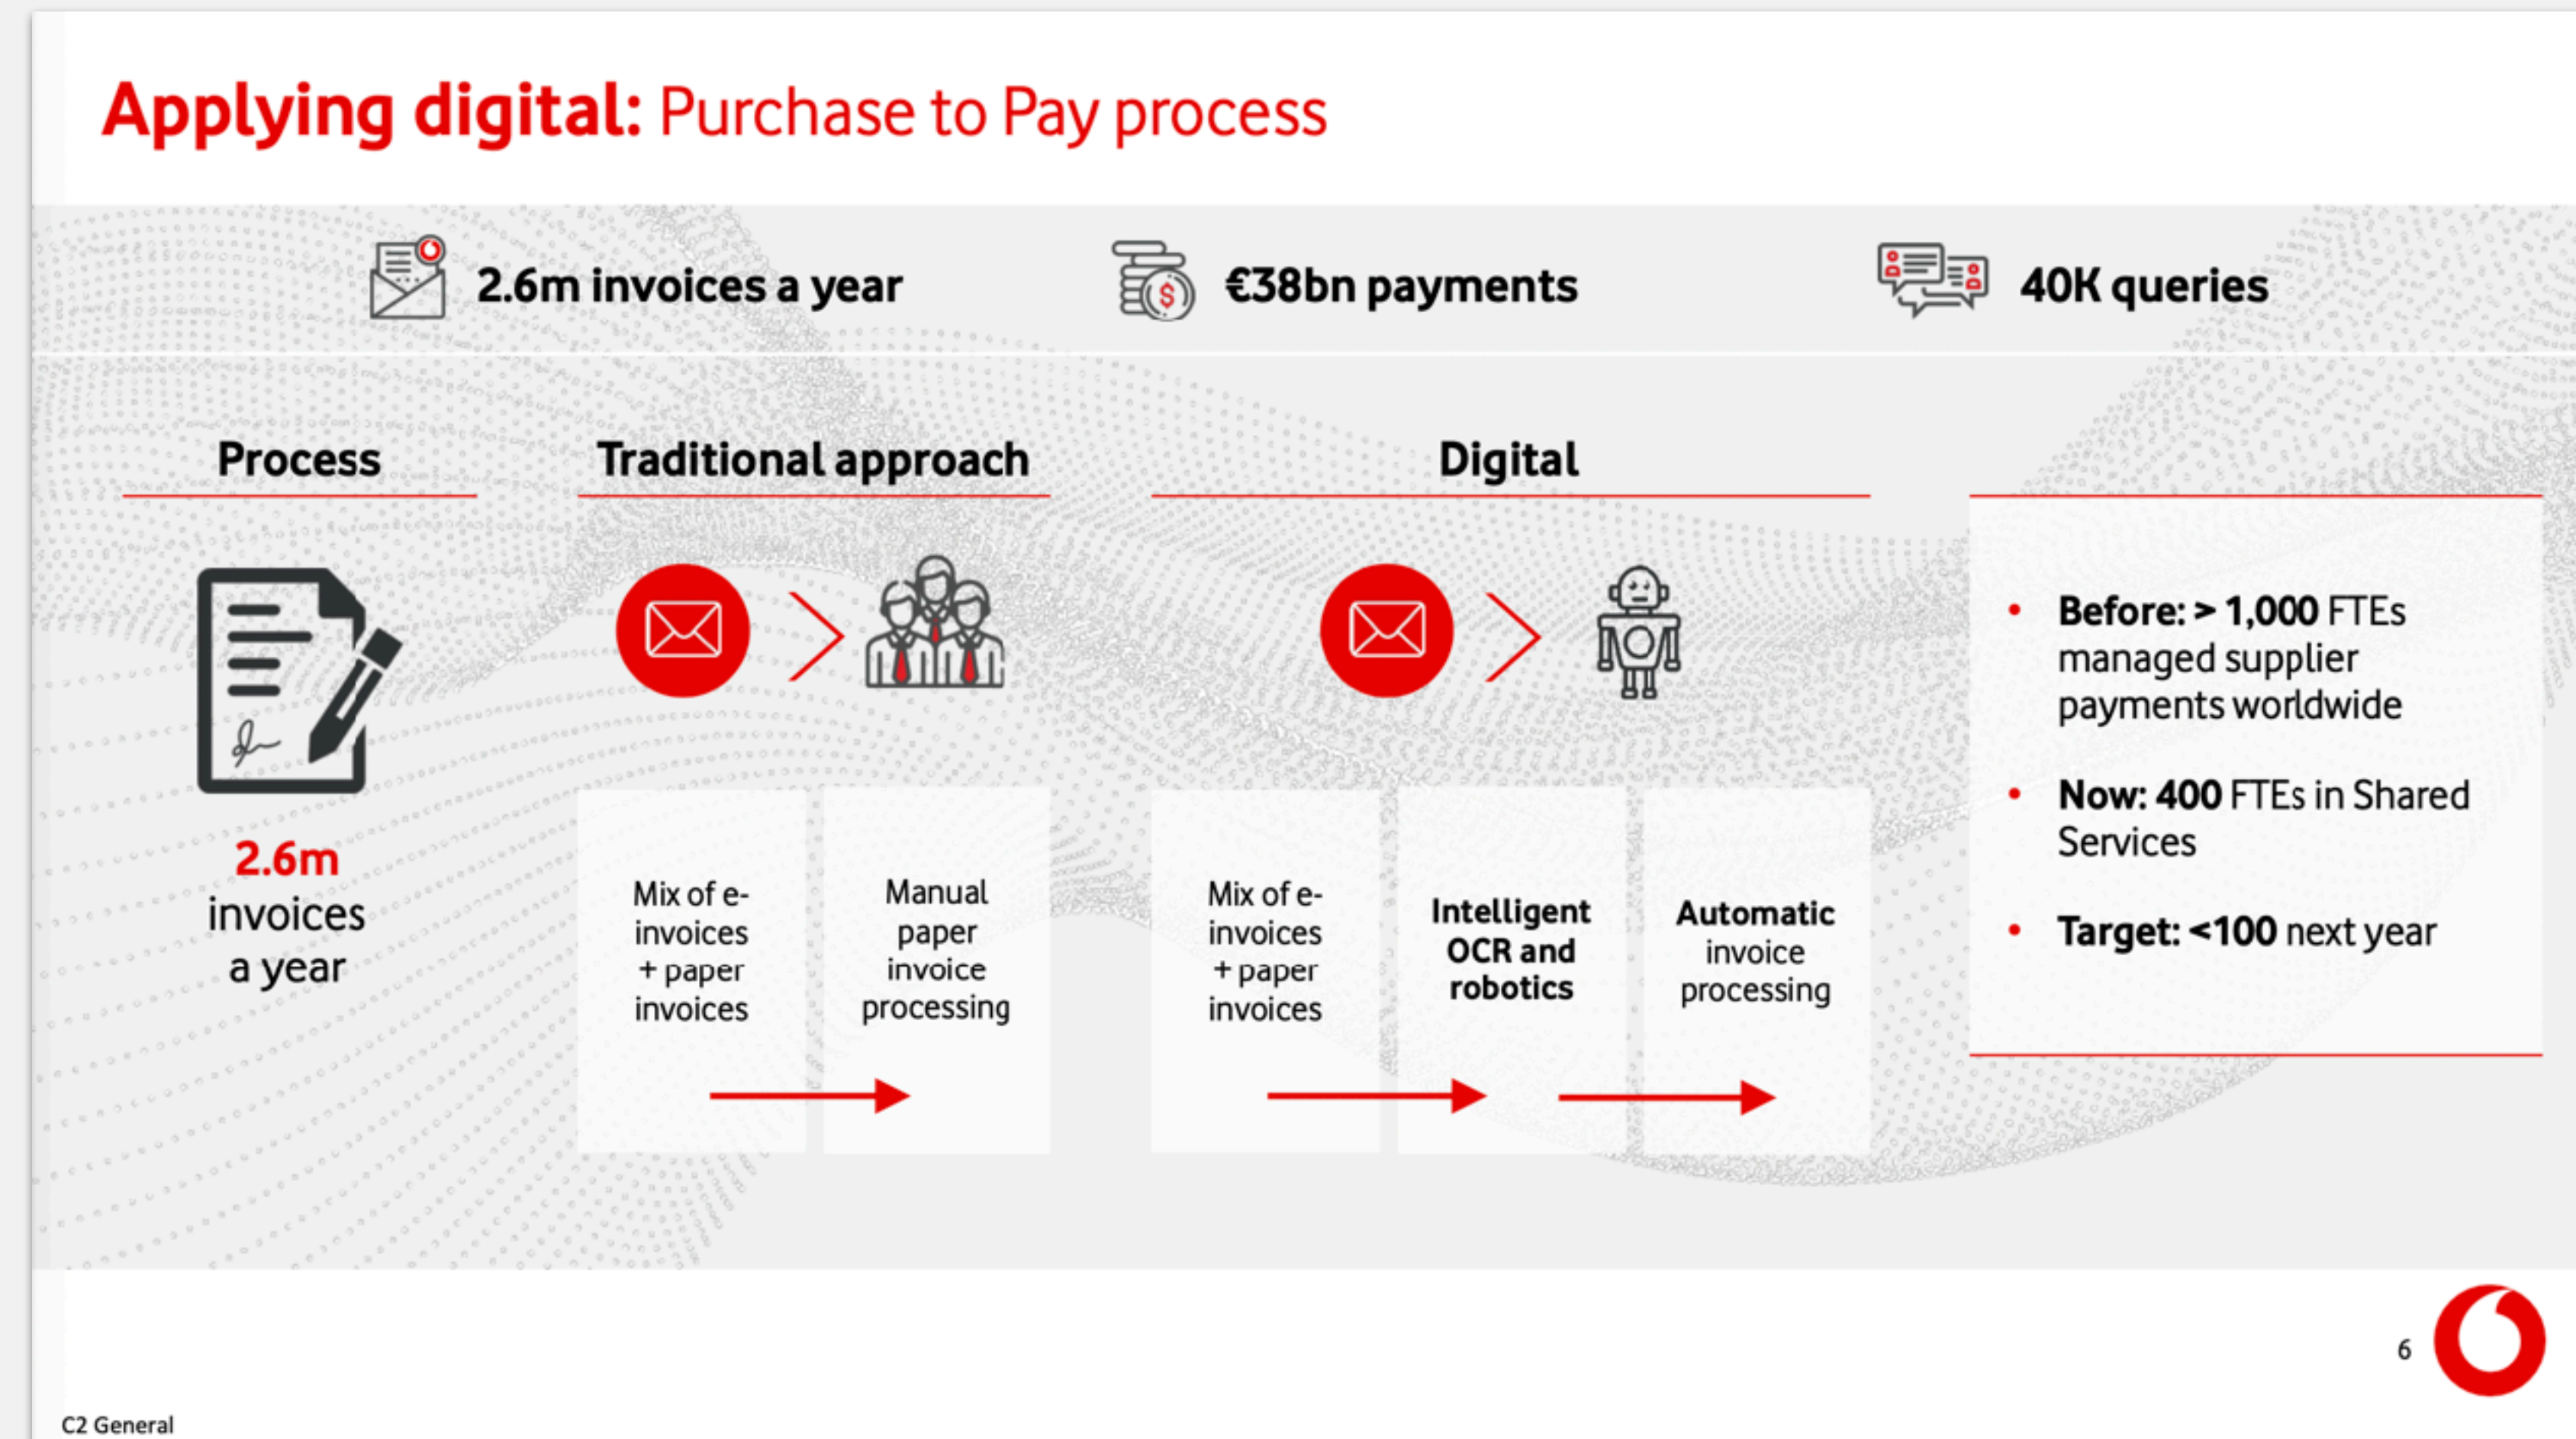 Applying digital: Purchase to Pay process
2.6m invoices a year
€38bn payments
40K queries
Process
2.6m
invoices
a year
Traditional approach
Mix of e-
invoices
+ paper
invoices
Manual
paper
invoice
processing
Digital
Mix of e-
invoices
+ paper
invoices
Intelligent
OCR and
robotics
Automatic
invoice
processing
• Before: > 1,000 FTEs
managed supplier
payments worldwide
• Now: 400 FTEs in Shared
Services
• Target: <100 next year
6
C2 General